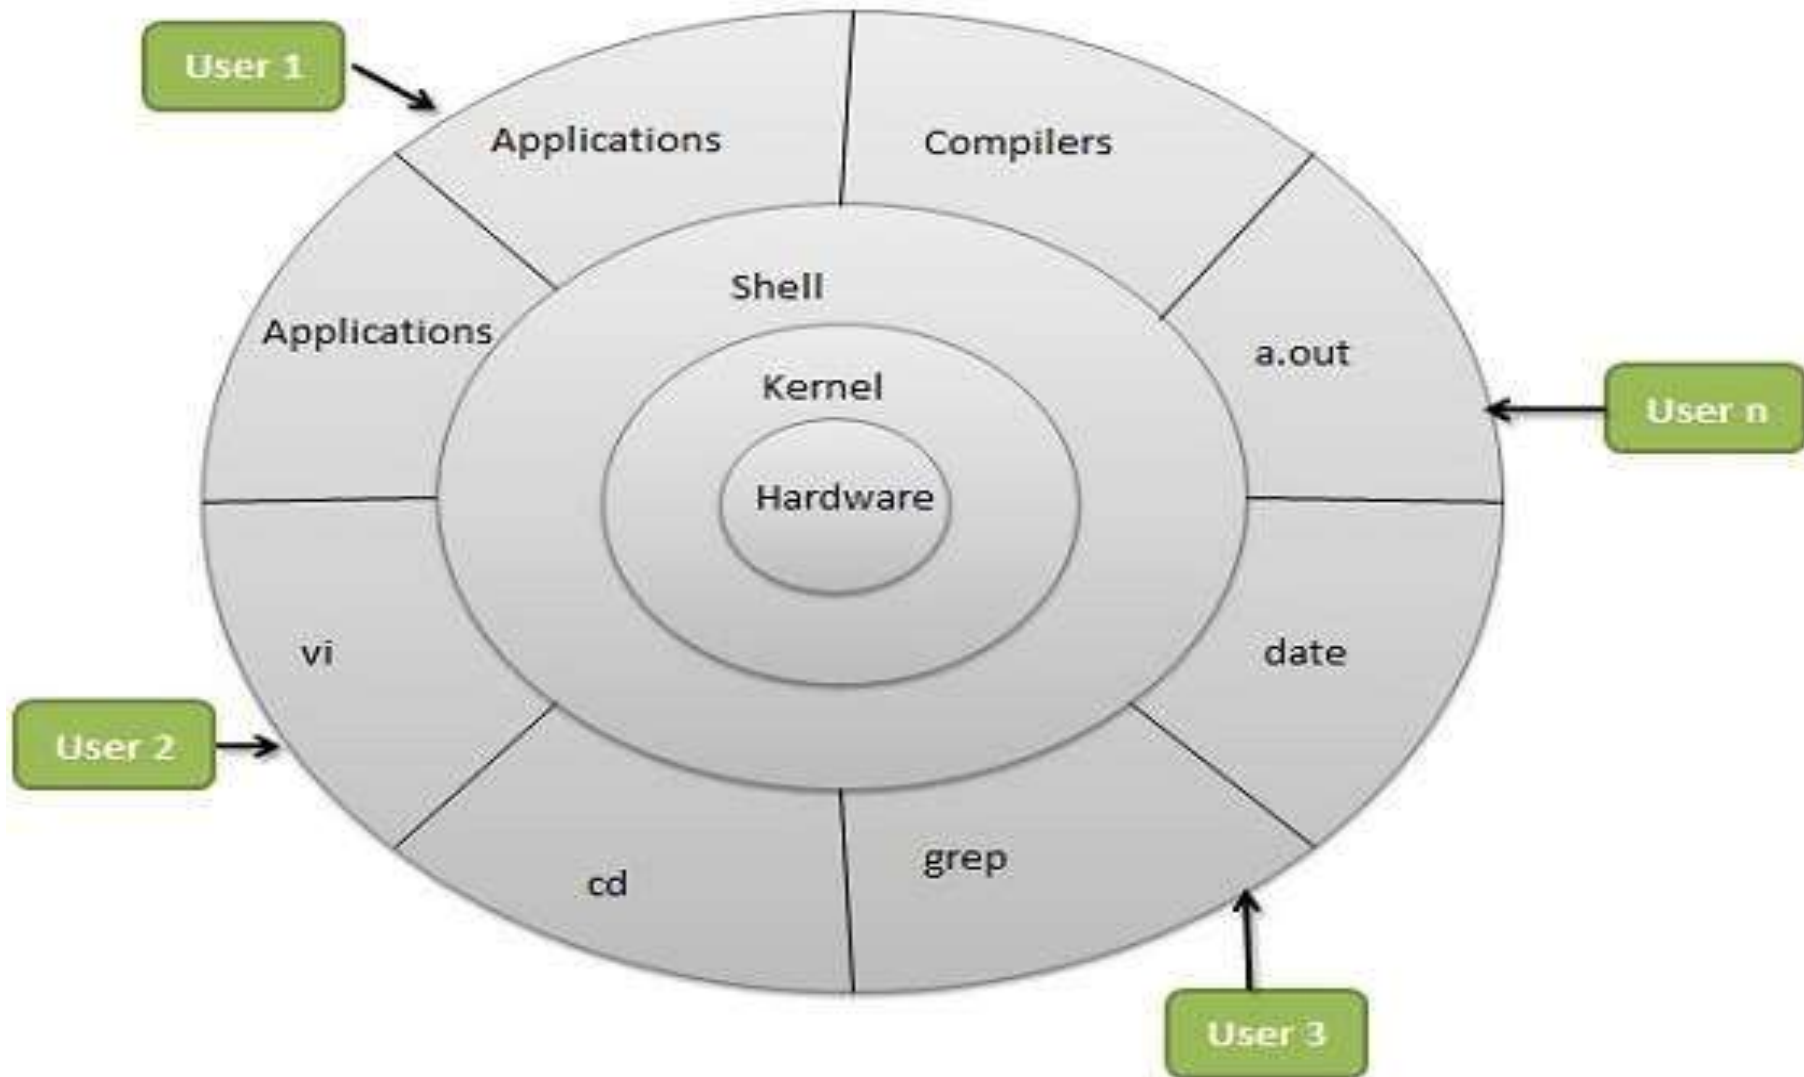 User 1
Applications
Compilers
Shell
Applications
a.out
Kernel
User n
Hardware
vi
date
User 2
grep
cd
User 3